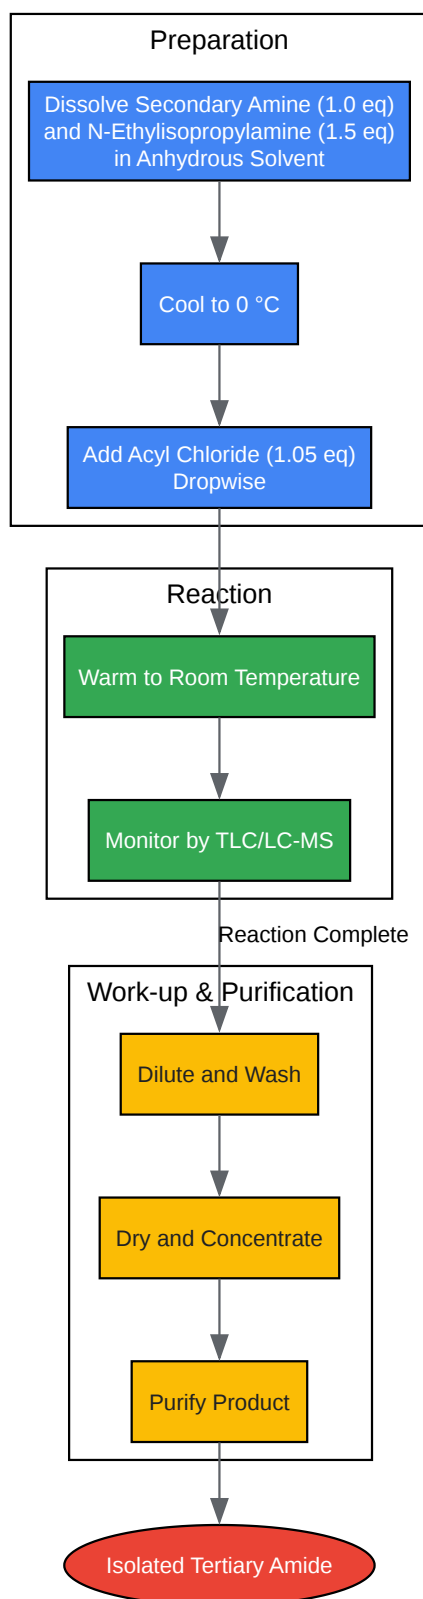 Preparation
Dissolve Secondary Amine (1.0 eq)
and N-Ethylisopropylamine (1.5 eq)
in Anhydrous Solvent
Cool to 0 °C
Add Acyl Chloride (1.05 eq)
Dropwise
Reaction
Warm to Room Temperature
Monitor by TLC/LC-MS
Reaction Complete
Work-up & Purification
Dilute and Wash
Dry and Concentrate
Purify Product
Isolated Tertiary Amide